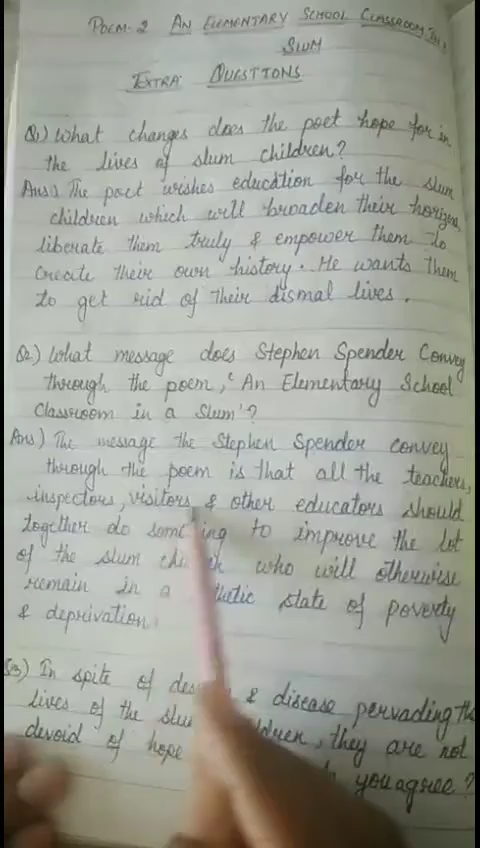 POEM-2 AN ELEMENTARY SCHOOL CLASSROOM IN A
SLUM
EXTRA QUESTIONS
Q1) What changes does the poet hope for in
the lives of slum children?
Ans) The poet wishes education for the slum
children which will broaden their horizon,
liberate them truly & empower them to
create their own history. He wants them
to get rid of their dismal lives.
Q2) What message does Stephen Spender Convey
through the poem, 'An Elementary School
Classroom in a Slum'?
Ans) The message the Stephen Spender convey
through the poem is that all the teachers,
inspectors, visitors & other educators should
together do something to improve the lot
of the slum who will otherwise
remain in a state of poverty
& deprivation.
Q3) In spite of & disease pervading the
lives of the slum children, they are not
devoid of hope
you agree?